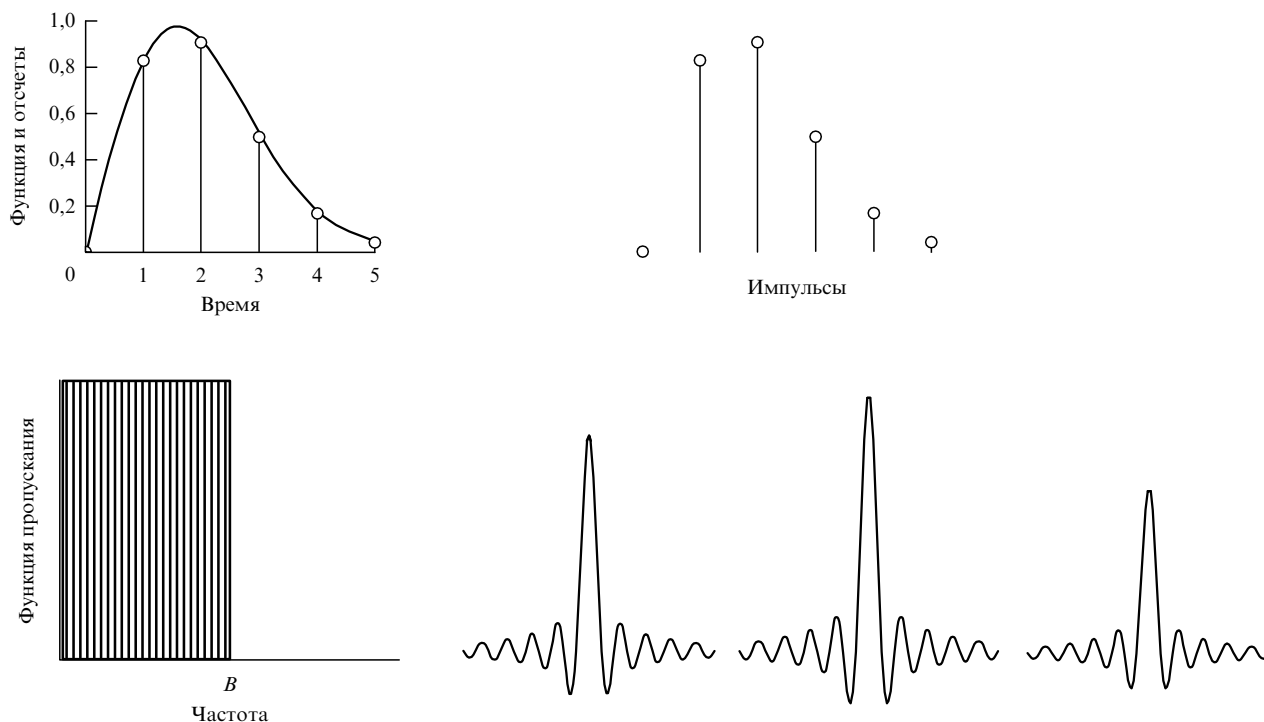 Функция и отсчеты
1,0
0,8
0,6
0,4
0,2
0 1 2 3 4 5
Время
Импульсы
Функция пропускания
B
Частота